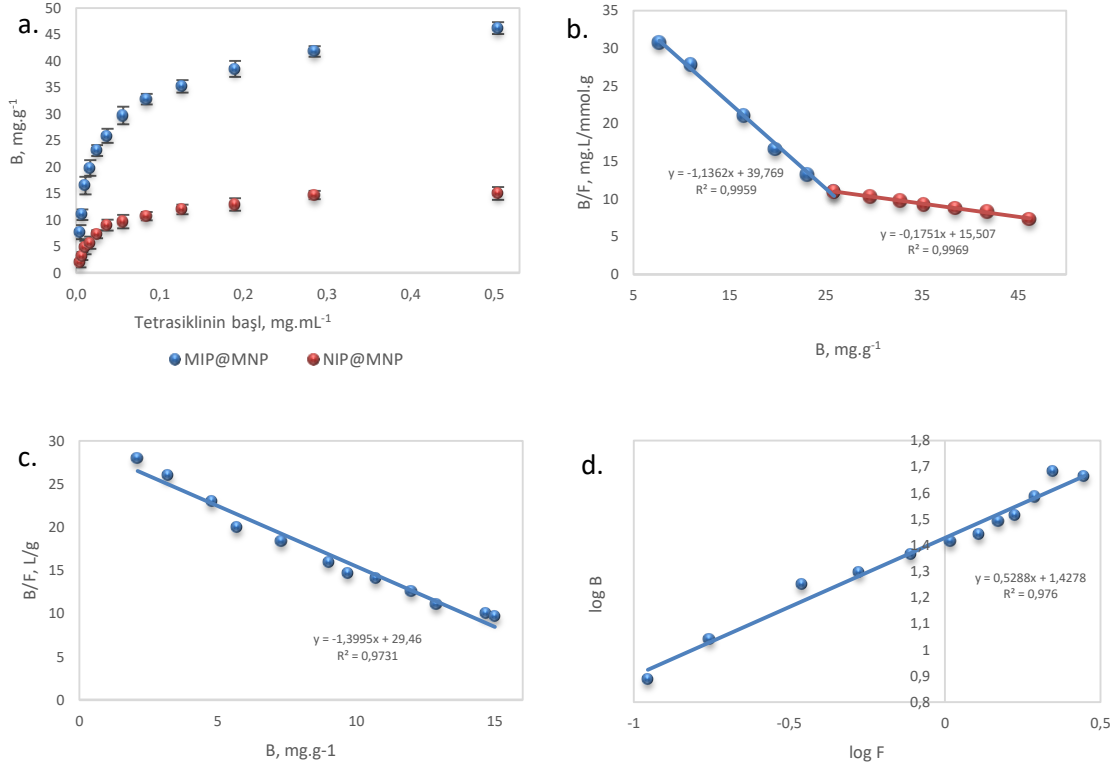 a.
B, mg.g-1
50
45
40
35
30
25
20
15
10
5
0
0,0 0,1 0,2 0,3 0,4 0,5
Tetrasiklinin başl, mg.mL-1
MIP@MNP NIP@MNP
b.
B/F, mg.L/mmol.g
35
30
25
20
15
10
5
0
y = -1,1362x + 39,769
R² = 0,9959
y = -0,1751x + 15,507
R² = 0,9969
5 15 25 35 45
B, mg.g-1
c.
B/F, L/g
30
25
20
15
10
5
0
y = -1,3995x + 29,46
R² = 0,9731
0 5 10 15
B, mg.g-1
d.
log B
1,8
1,7
1,6
1,5
1,4
1,3
1,2
1,1
1
0,9
0,8
y = 0,5288x + 1,4278
R² = 0,976
-1 -0,5 0 0,5
log F